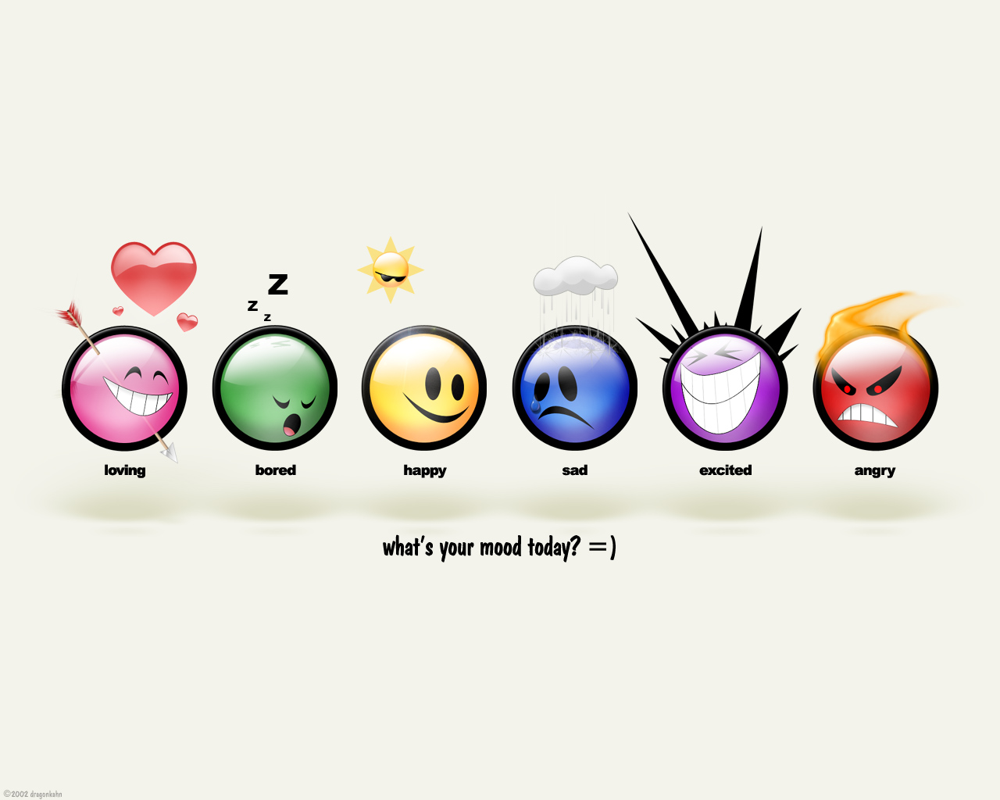 z
z
z
loving
bored
happy
sad
excited
angry
what's your mood today? =)
©2002 dragonkahn